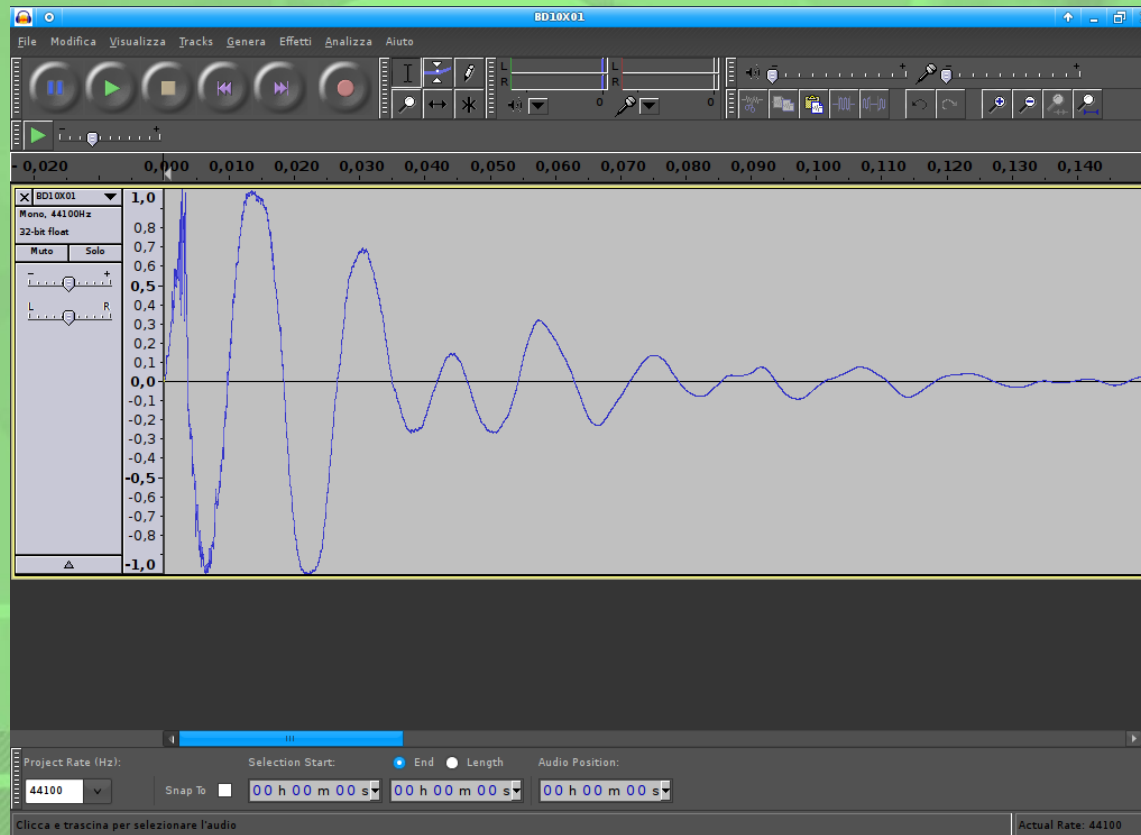 BD10X01
File Modifica Visualizza Tracks Genera Effetti Analizza Aiuto
L
R
0
L
R
0
- +
- 0,020 0,000 0,010 0,020 0,030 0,040 0,050 0,060 0,070 0,080 0,090 0,100 0,110 0,120 0,130 0,140
BD10X01
Mono, 44100Hz
32-bit float
Muto Solo
- +
L R
1,0
0,8
0,7
0,6
0,5
0,4
0,3
0,2
0,1
0,0
-0,1
-0,2
-0,3
-0,4
-0,5
-0,6
-0,7
-0,8
-1,0
Project Rate (Hz): Selection Start: End Length Audio Position:
44100 Snap To 00 h 00 m 00 s 00 h 00 m 00 s 00 h 00 m 00 s
Clicca e trascina per selezionare l'audio Actual Rate: 44100